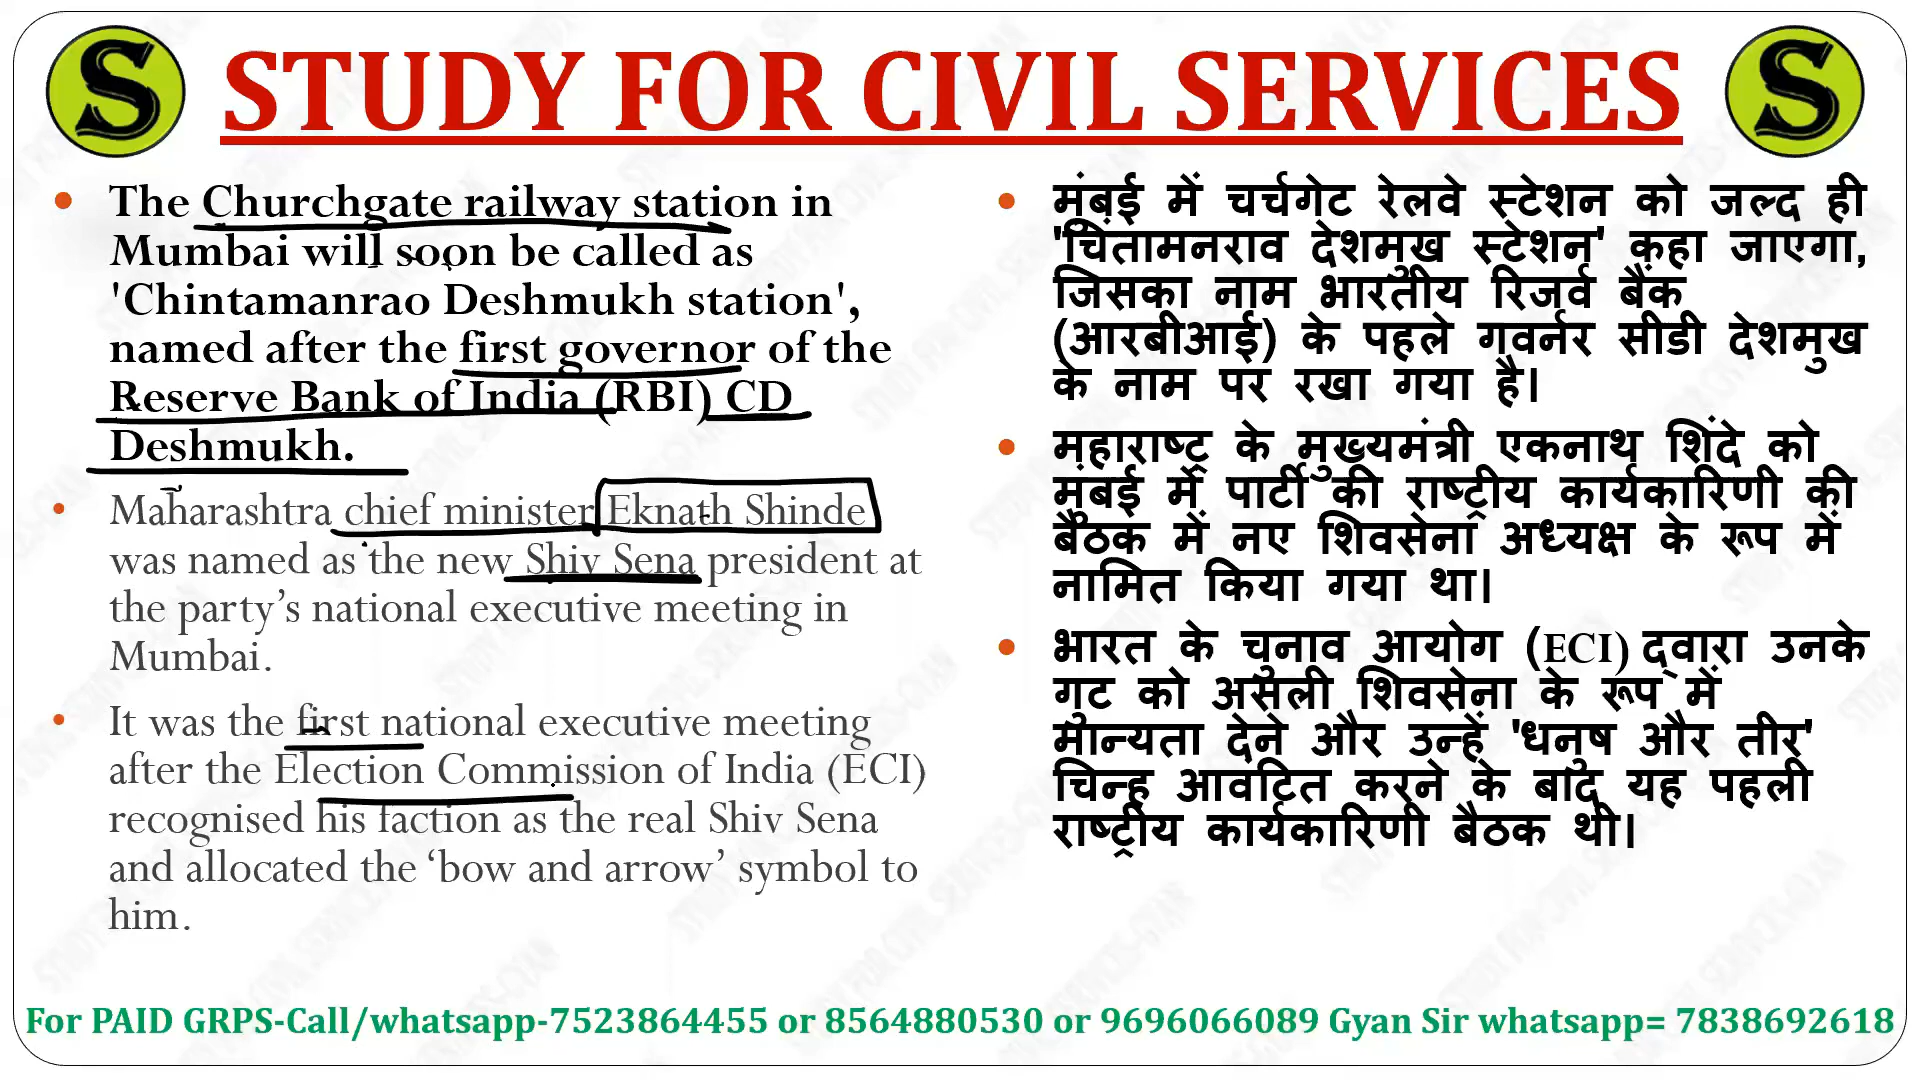 S STUDY FOR CIVIL SERVICES S
• The Churchgate railway station in
Mumbai will soon be called as
'Chintamanrao Deshmukh station',
named after the first governor of the
Reserve Bank of India (RBI) CD
Deshmukh.
• Maharashtra chief minister Eknath Shinde
was named as the new Shiv Sena president at
the party’s national executive meeting in
Mumbai.
• It was the first national executive meeting
after the Election Commission of India (ECI)
recognised his faction as the real Shiv Sena
and allocated the ‘bow and arrow’ symbol to
him.
• मुंबई में चर्चगेट रेलवे स्टेशन को जल्द ही
'चिंतामनराव देशमुख स्टेशन' कहा जाएगा,
जिसका नाम भारतीय रिजर्व बैंक
(आरबीआई) के पहले गवर्नर सीडी देशमुख
के नाम पर रखा गया है।
• महाराष्ट्र के मुख्यमंत्री एकनाथ शिंदे को
मुंबई में पार्टी की राष्ट्रीय कार्यकारिणी की
बैठक में नए शिवसेना अध्यक्ष के रूप में
नामित किया गया था।
• भारत के चुनाव आयोग (ECI) द्वारा उनके
गुट को असली शिवसेना के रूप में
मान्यता देने और उन्हें 'धनुष और तीर'
चिन्ह आवंटित करने के बाद यह पहली
राष्ट्रीय कार्यकारिणी बैठक थी।
For PAID GRPS-Call/whatsapp-7523864455 or 8564880530 or 9696066089 Gyan Sir whatsapp= 7838692618